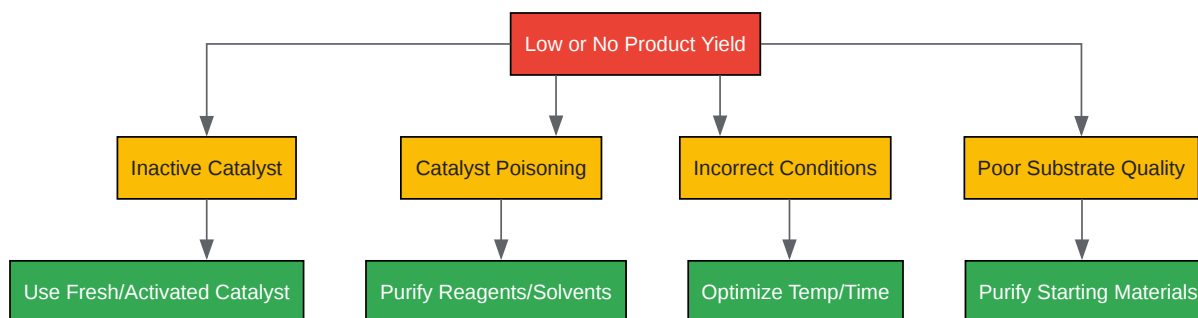 Low or No Product Yield
Inactive Catalyst
Catalyst Poisoning
Incorrect Conditions
Poor Substrate Quality
Use Fresh/Activated Catalyst
Purify Reagents/Solvents
Optimize Temp/Time
Purify Starting Materials